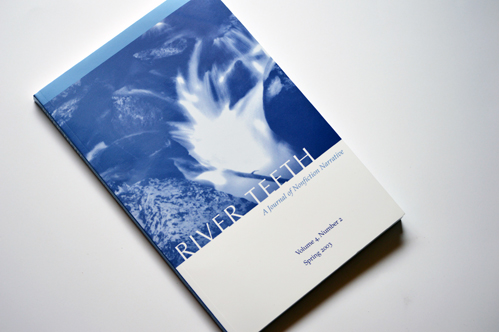 RIVER TEETH
A Journal of Nonfiction Narrative
Volume 4, Number 2
Spring 2003